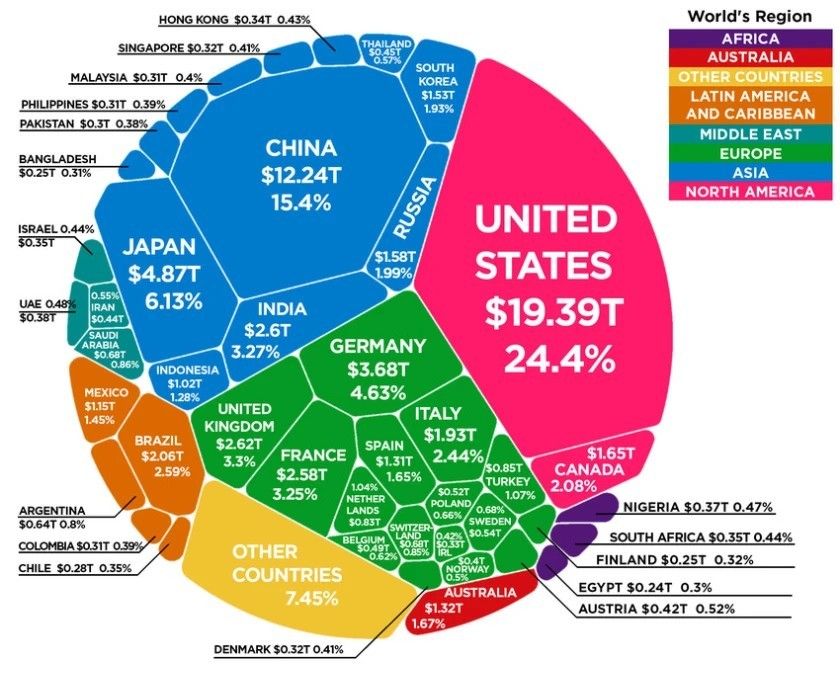 HONG KONG $0.34T 0.43%
SINGAPORE $0.32T 0.41%
MALAYSIA $0.31T 0.4%
PHILIPPINES $0.31T 0.39%
PAKISTAN $0.3T 0.38%
BANGLADESH
$0.25T 0.31%
THAILAND
$0.45T
0.57%
SOUTH
KOREA
$1.53T
1.93%
World's Region
AFRICA
AUSTRALIA
OTHER COUNTRIES
LATIN AMERICA
AND CARIBBEAN
MIDDLE EAST
EUROPE
ASIA
NORTH AMERICA
CHINA
$12.24T
15.4%
RUSSIA
$1.58T
1.99%
UNITED
STATES
$19.39T
24.4%
JAPAN
$4.87T
6.13%
INDIA
$2.6T
3.27%
INDONESIA
$1.02T
1.28%
ISRAEL 0.44%
$0.35T
UAE 0.48%
$0.38T
0.55%
IRAN
$0.44T
SAUDI
ARABIA
$0.68T
0.86%
MEXICO
$1.15T
1.45%
BRAZIL
$2.06T
2.59%
ARGENTINA
$0.64T 0.8%
COLOMBIA $0.31T 0.39%
CHILE $0.28T 0.35%
GERMANY
$3.68T
4.63%
UNITED
KINGDOM
$2.62T
3.3%
FRANCE
$2.58T
3.25%
SPAIN
$1.31T
1.65%
ITALY
$1.93T
2.44%
$0.85T
TURKEY
1.07%
1.04%
NETHER
LANDS
$0.83T
$0.52T
POLAND
0.66%
0.68%
SWEDEN
$0.54T
BELGIUM
$0.49T
0.62%
SWITZER-
LAND
$0.68T
0.85%
0.42%
$0.33T
IRL
$0.4T
NORWAY
0.5%
$1.65T
CANADA
2.08%
NIGERIA $0.37T 0.47%
SOUTH AFRICA $0.35T 0.44%
FINLAND $0.25T 0.32%
EGYPT $0.24T 0.3%
AUSTRIA $0.42T 0.52%
OTHER
COUNTRIES
7.45%
AUSTRALIA
$1.32T
1.67%
DENMARK $0.32T 0.41%